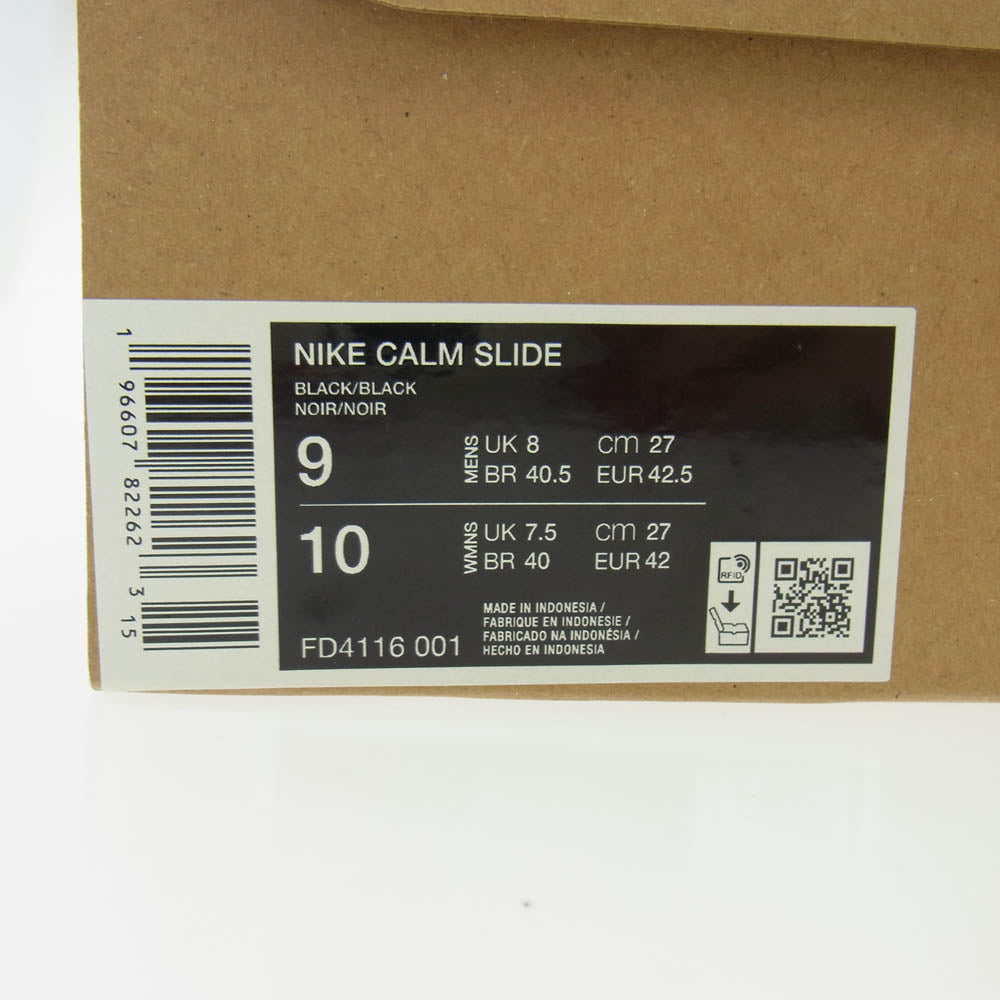 NIKE CALM SLIDE
BLACK/BLACK
NOIR/NOIR
9 MENS UK 8 cm 27
BR 40.5 EUR 42.5
10 WMNS UK 7.5 cm 27
BR 40 EUR 42
FD4116 001
MADE IN INDONESIA /
FABRIQUE EN INDONESIE /
FABRICADO NA INDONÉSIA /
HECHO EN INDONESIA
RFID
1 96607 82262 3 15